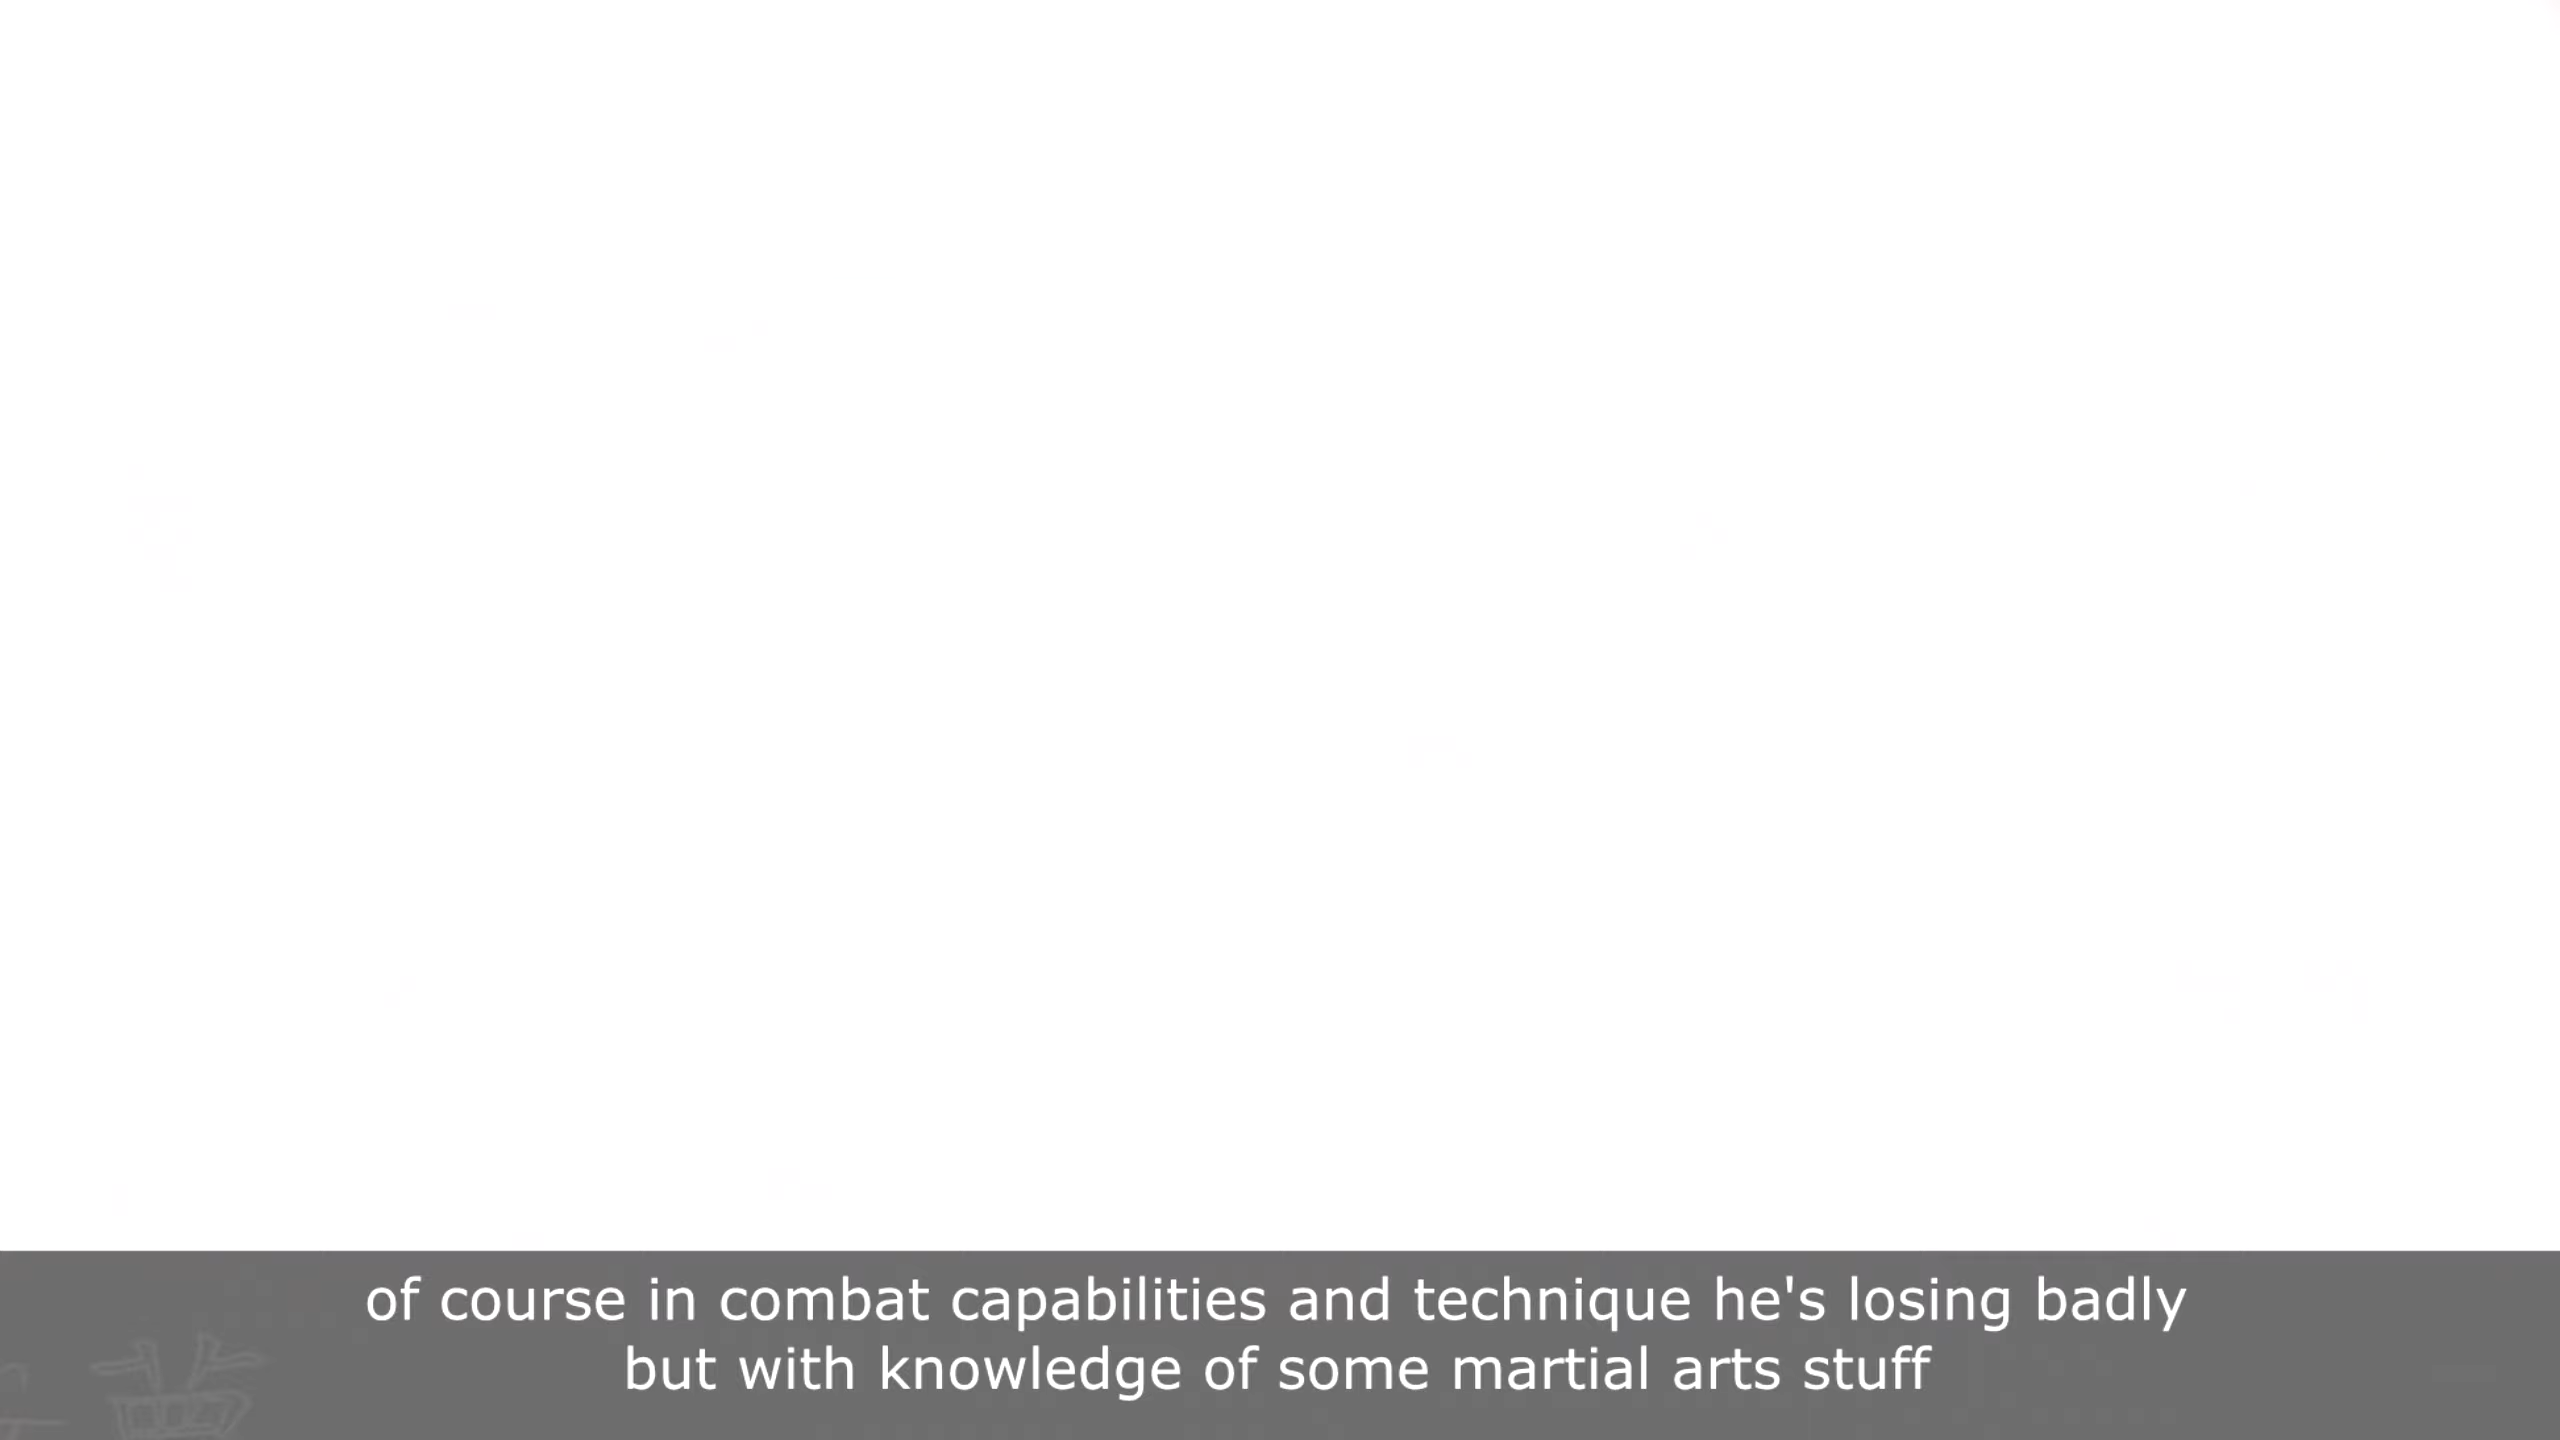 of course in combat capabilities and technique he's losing badly
but with knowledge of some martial arts stuff